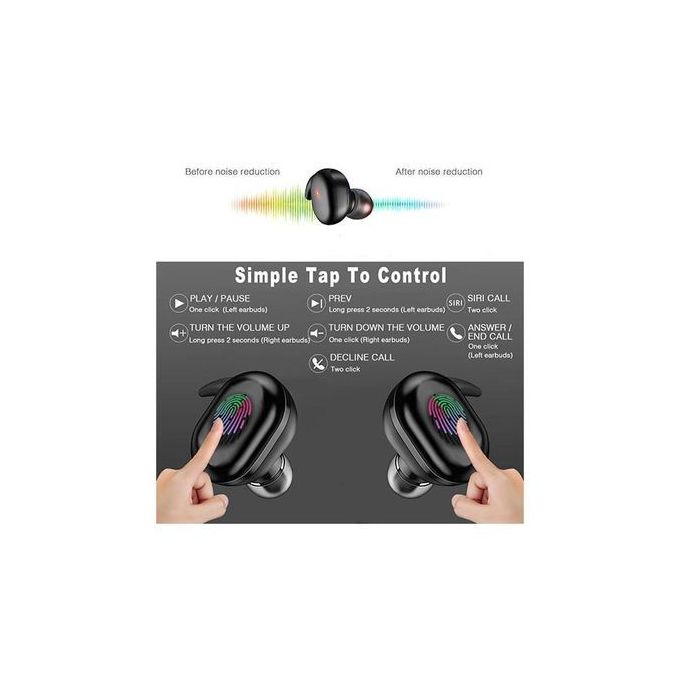 Before noise reduction
After noise reduction
Simple Tap To Control
PLAY / PAUSE
One click (Left earbuds)
PREV
Long press 2 seconds (Left earbuds)
SIRI
SIRI CALL
Two click
TURN THE VOLUME UP
Long press 2 seconds (Right earbuds)
TURN DOWN THE VOLUME
One click (Right earbuds)
ANSWER /
END CALL
One click
(Left earbuds)
DECLINE CALL
Two click